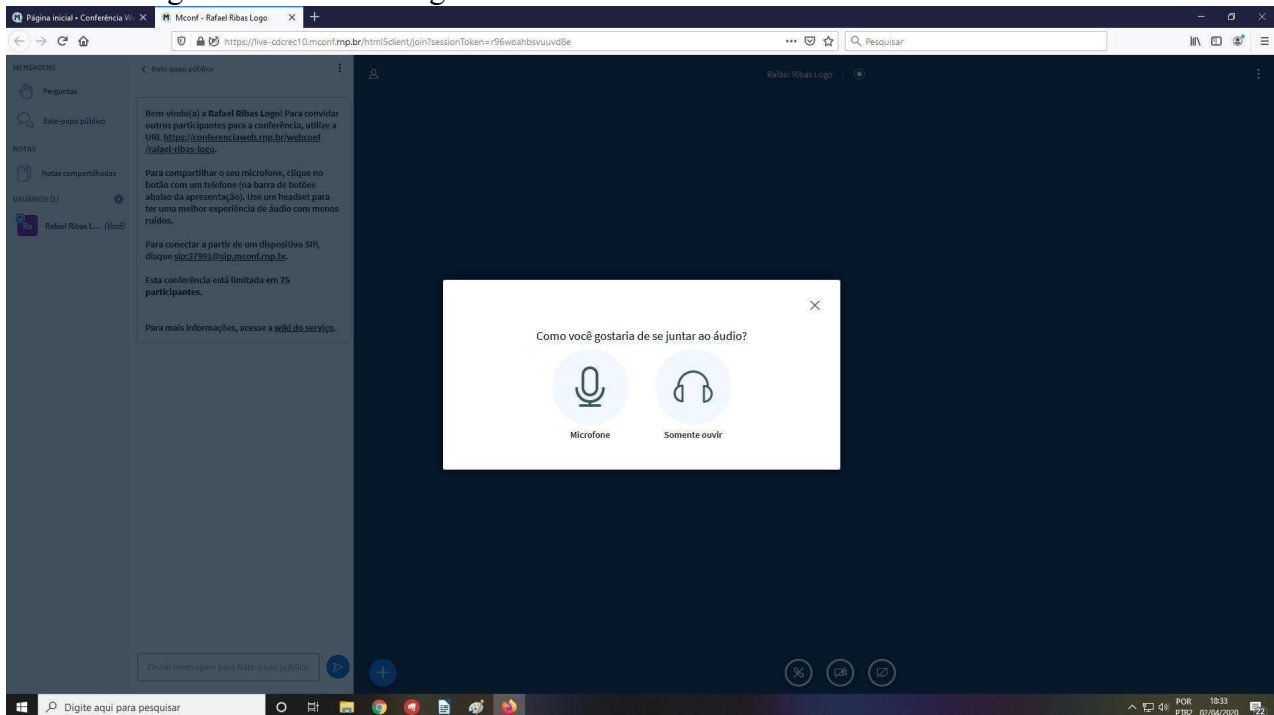 Página inicial • Conferência W
Mconf - Rafael Ribas Logo
https://live-cdcrec10.mconf.rnp.br/html5client/join?sessionToken=r96woahbsvuuvd8e
Pesquisar
MENSAGENS
Perguntas
Bate-papo público
NOTAS
Notas compartilhadas
USUÁRIOS (1)
Ra
Rafael Ribas L... (Você)
Bate-papo público
Bem-vindo(a) a Rafael Ribas Logo! Para convidar
outros participantes para a conferência, utilize a
URL https://conferenciaweb.rnp.br/webconf
/rafael-ribas-logo.
Para compartilhar o seu microfone, clique no
botão com um telefone (na barra de botões
abaixo da apresentação). Use um headset para
ter uma melhor experiência de áudio com menos
ruídos.
Para conectar a partir de um dispositivo SIP,
disque sip:37991@sip.mconf.rnp.br.
Esta conferência está limitada em 75
participantes.
Para mais informações, acesse a wiki do serviço.
Enviar mensagem para Bate-papo público
Rafael Ribas Logo
Como você gostaria de se juntar ao áudio?
Microfone
Somente ouvir
Digite aqui para pesquisar
POR
PTB2
18:33
02/04/2020
22